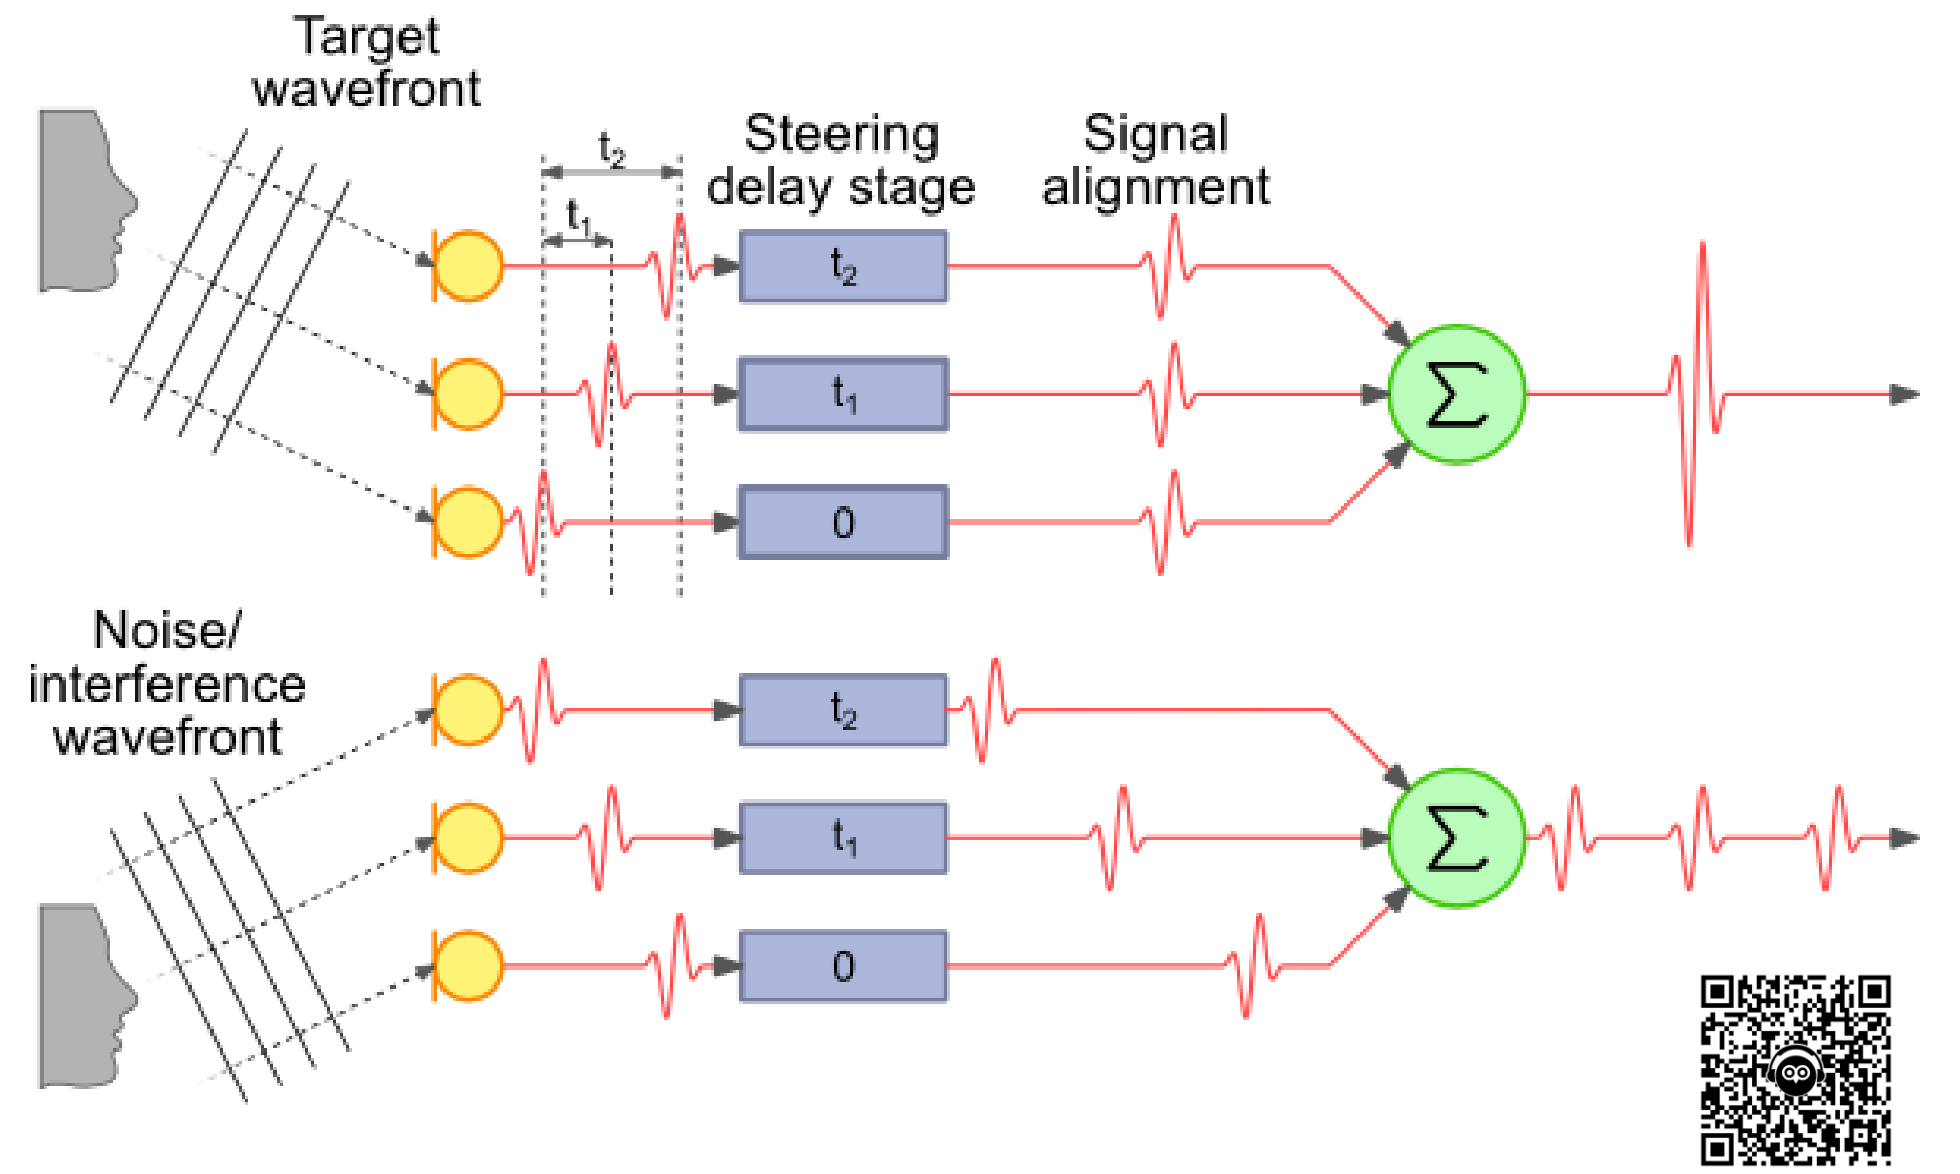 Target
wavefront
t₂
t₁
Steering
delay stage
Signal
alignment
t₂
t₁
0
Σ
Noise/
interference
wavefront
t₂
t₁
0
Σ